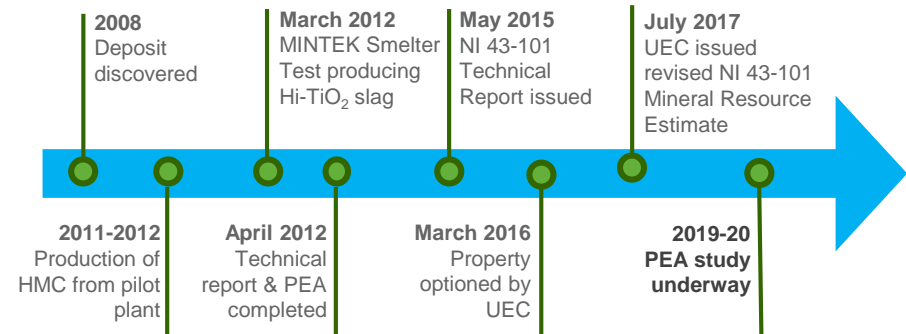 2008
Deposit
discovered
March 2012
MINTEK Smelter
Test producing
Hi-TiO₂ slag
May 2015
NI 43-101
Technical
Report issued
July 2017
UEC issued
revised NI 43-101
Mineral Resource
Estimate
2011-2012
Production of
HMC from pilot
plant
April 2012
Technical
report & PEA
completed
March 2016
Property
optioned by
UEC
2019-20
PEA study
underway